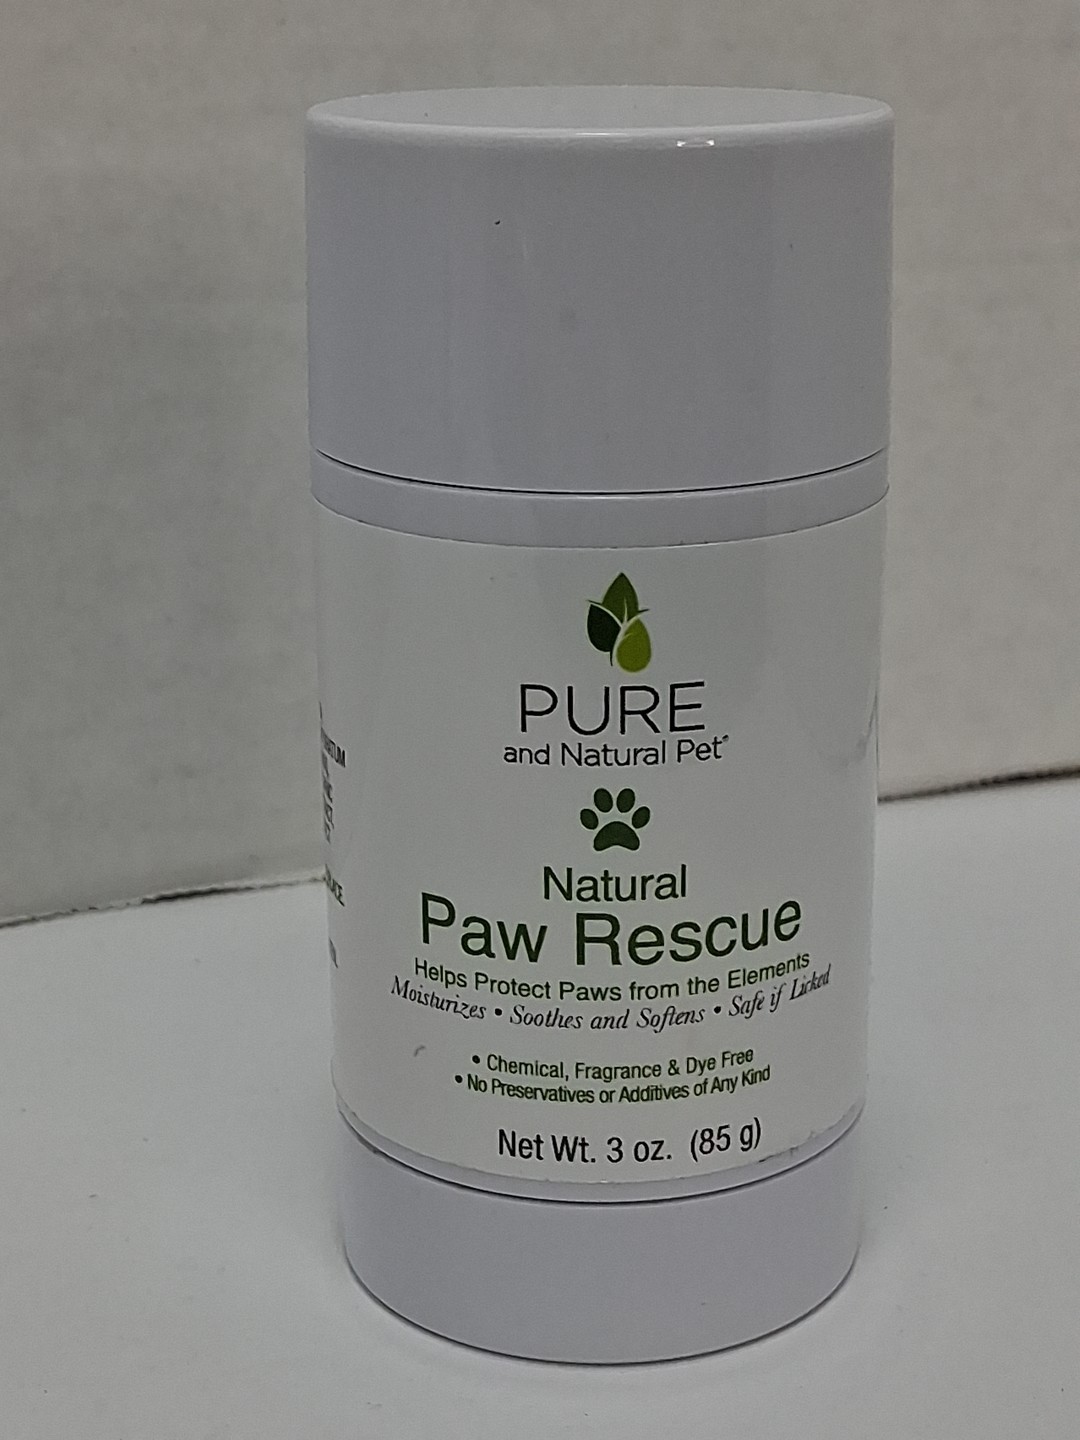 PURE
and Natural Pet®
Natural
Paw Rescue
Helps Protect Paws from the Elements
Moisturizes • Soothes and Softens • Safe if Licked
• Chemical, Fragrance & Dye Free
• No Preservatives or Additives of Any Kind
Net Wt. 3 oz. (85 g)